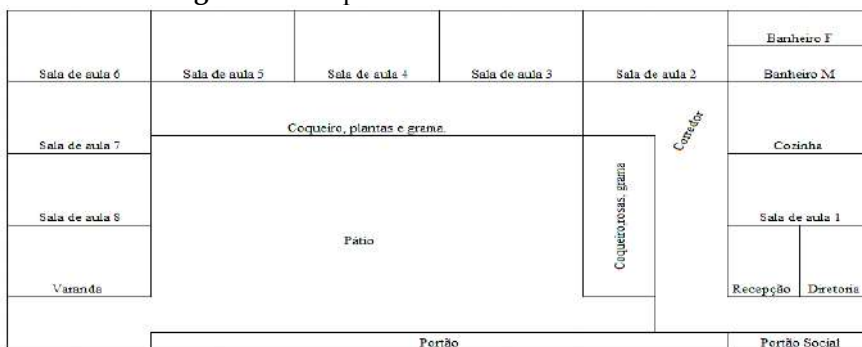 Banheiro F
Sala de aula 6
Sala de aula 5
Sala de aula 4
Sala de aula 3
Sala de aula 2
Banheiro M
Coqueiro, plantas e grama.
Corredor
Sala de aula 7
Cozinha
Coqueiro,rosas, grama
Sala de aula 8
Sala de aula 1
Pátio
Varanda
Recepção
Diretoria
Portão
Portão Social